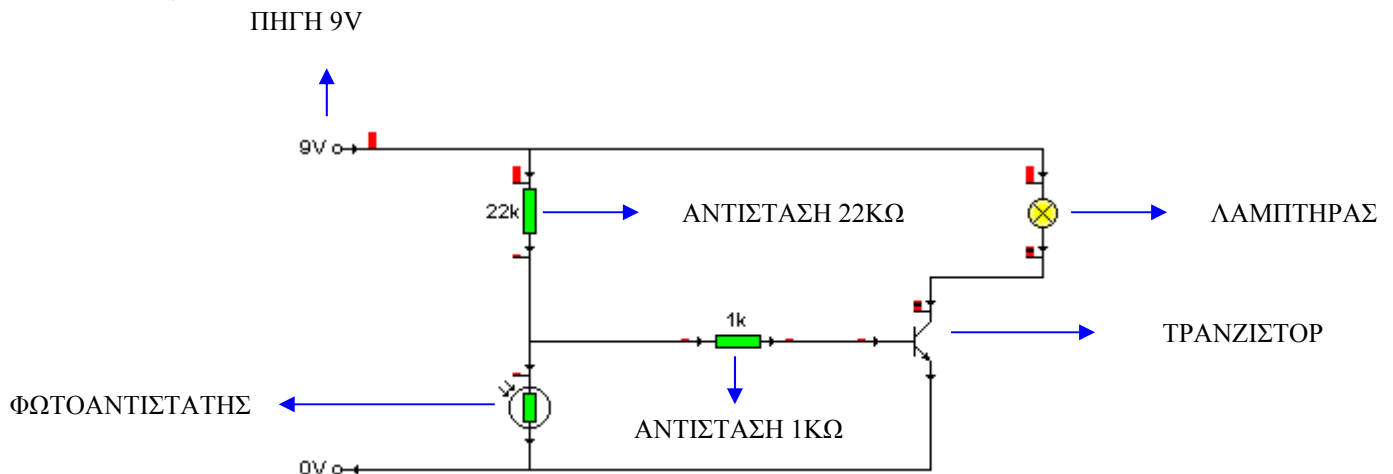 ΠΗΓΗ 9V
9V
22k
ΑΝΤΙΣΤΑΣΗ 22ΚΩ
ΛΑΜΠΤΗΡΑΣ
1k
ΤΡΑΝΖΙΣΤΟΡ
ΦΩΤΟΑΝΤΙΣΤΑΤΗΣ
ΑΝΤΙΣΤΑΣΗ 1ΚΩ
0V